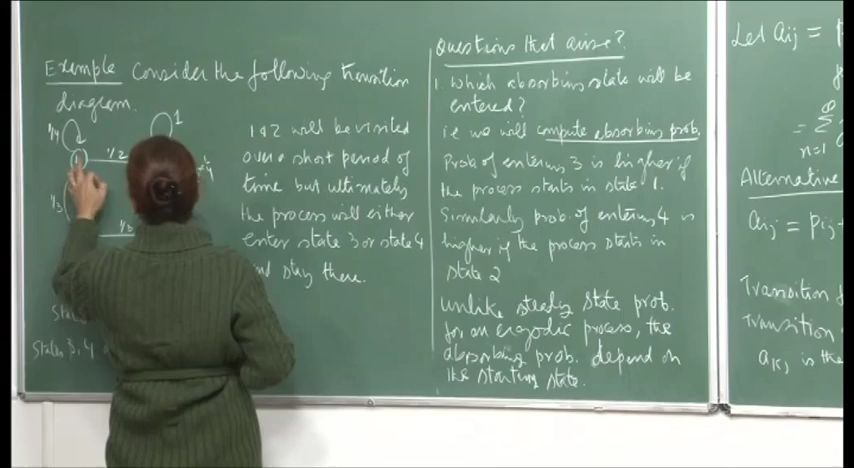 Example Consider the following transition
diagram.
1/4
1
1
1/2
1/4
1/3
1/3
1 & 2 will be visited
over a short period of
time but ultimately
the process will either
enter state 3 or state 4
and stay there.
States 3, 4
Questions that arise?
1. Which absorbing state will be
entered?
i.e we will compute absorbing prob.
Prob of entering 3 is higher if
the process starts in state 1.
Similarly prob. of entering 4 is
higher if the process starts in
state 2
Unlike steady state prob.
for an ergodic process, the
absorbing prob. depend on
the starting state.
Let aij =
= ∞ Σ n=1
Alternative
aij = pij +
Transition
Transition
akj is the